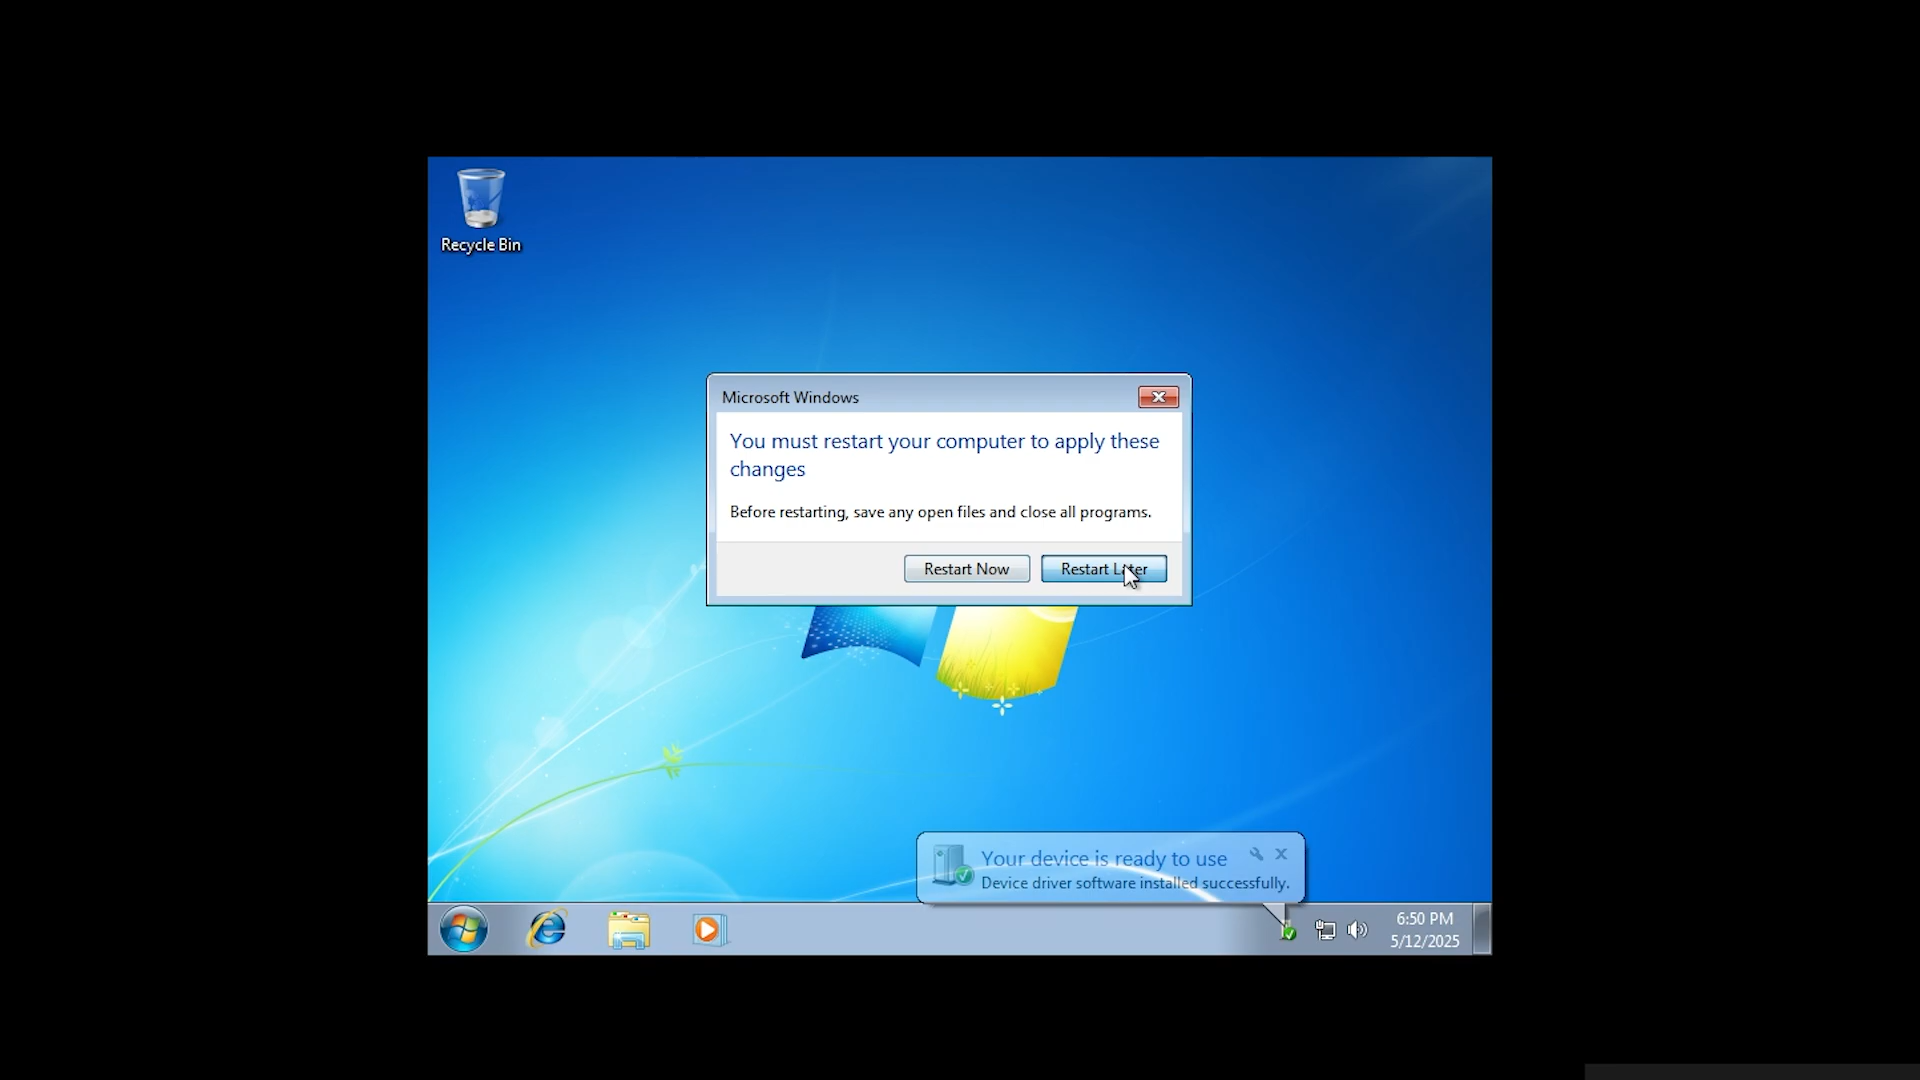 Recycle Bin
Microsoft Windows
You must restart your computer to apply these
changes
Before restarting, save any open files and close all programs.
Restart Now
Restart Later
Your device is ready to use
Device driver software installed successfully.
6:50 PM
5/12/2025